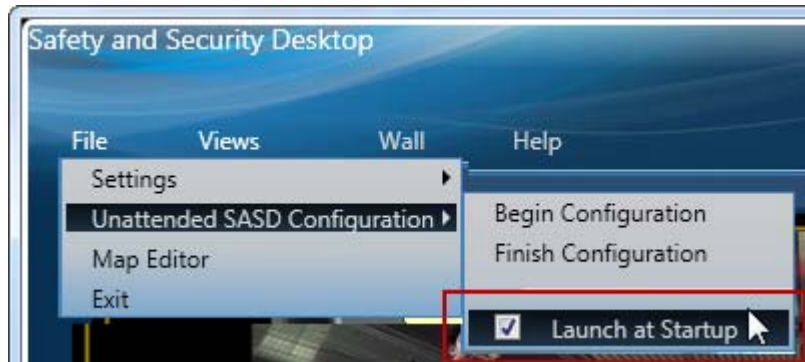 Safety and Security Desktop
File Views Wall Help
Settings
Unattended SASD Configuration
Map Editor
Exit
Begin Configuration
Finish Configuration
Launch at Startup